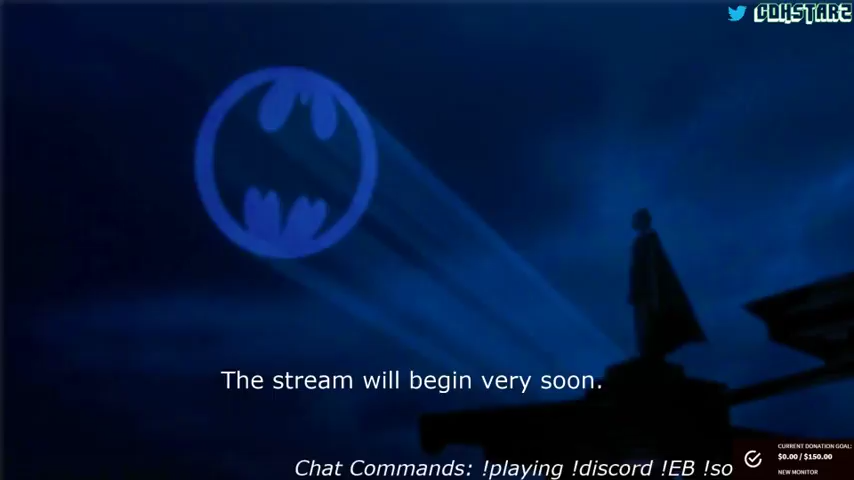 CDKSTARZ
The stream will begin very soon.
CURRENT DONATION GOAL:
$0.00 / $150.00
NEW MONITOR
Chat Commands: !playing !discord !EB !so